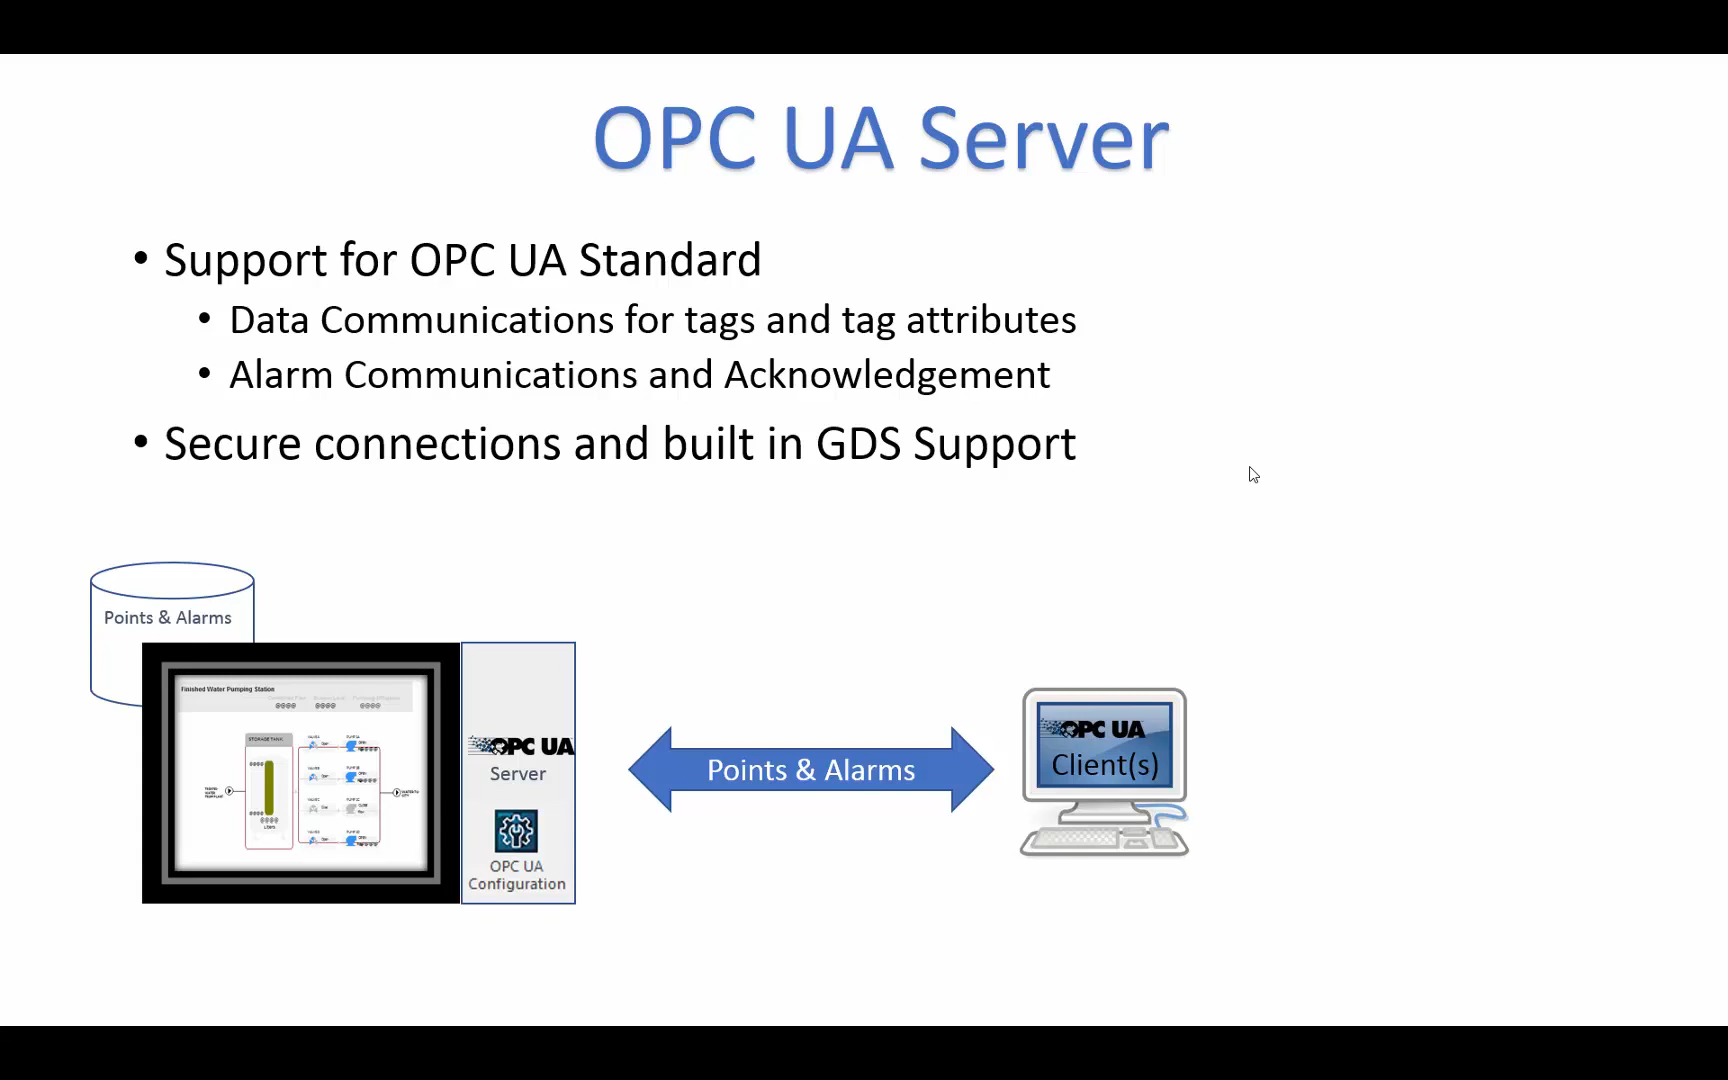 OPC UA Server
• Support for OPC UA Standard
• Data Communications for tags and tag attributes
• Alarm Communications and Acknowledgement
• Secure connections and built in GDS Support
Points & Alarms
Finished Water Pumping Station
STORAGE TANK
OPC UA
Server
OPC UA
Configuration
Points & Alarms
OPC UA
Client(s)